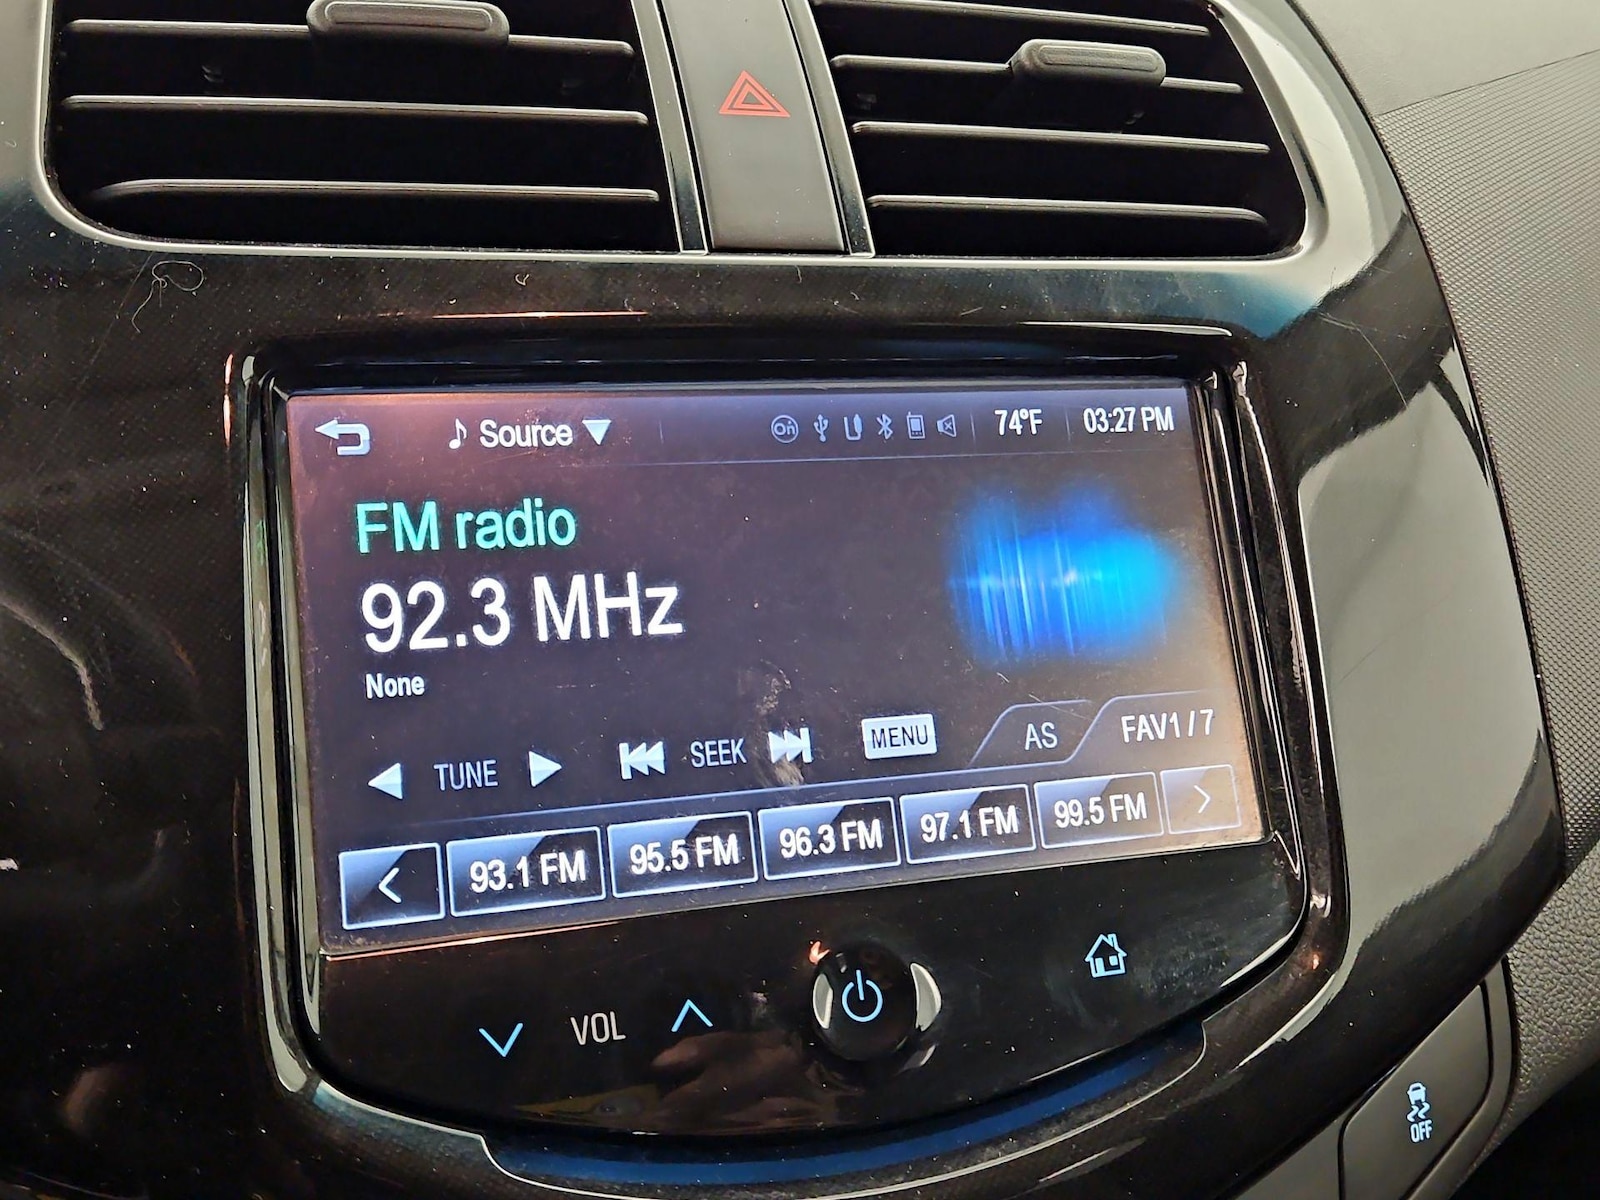 Source
On
74°F
03:27 PM
FM radio
92.3 MHz
None
TUNE
SEEK
MENU
AS
FAV1 / 7
93.1 FM
95.5 FM
96.3 FM
97.1 FM
99.5 FM
VOL
OFF